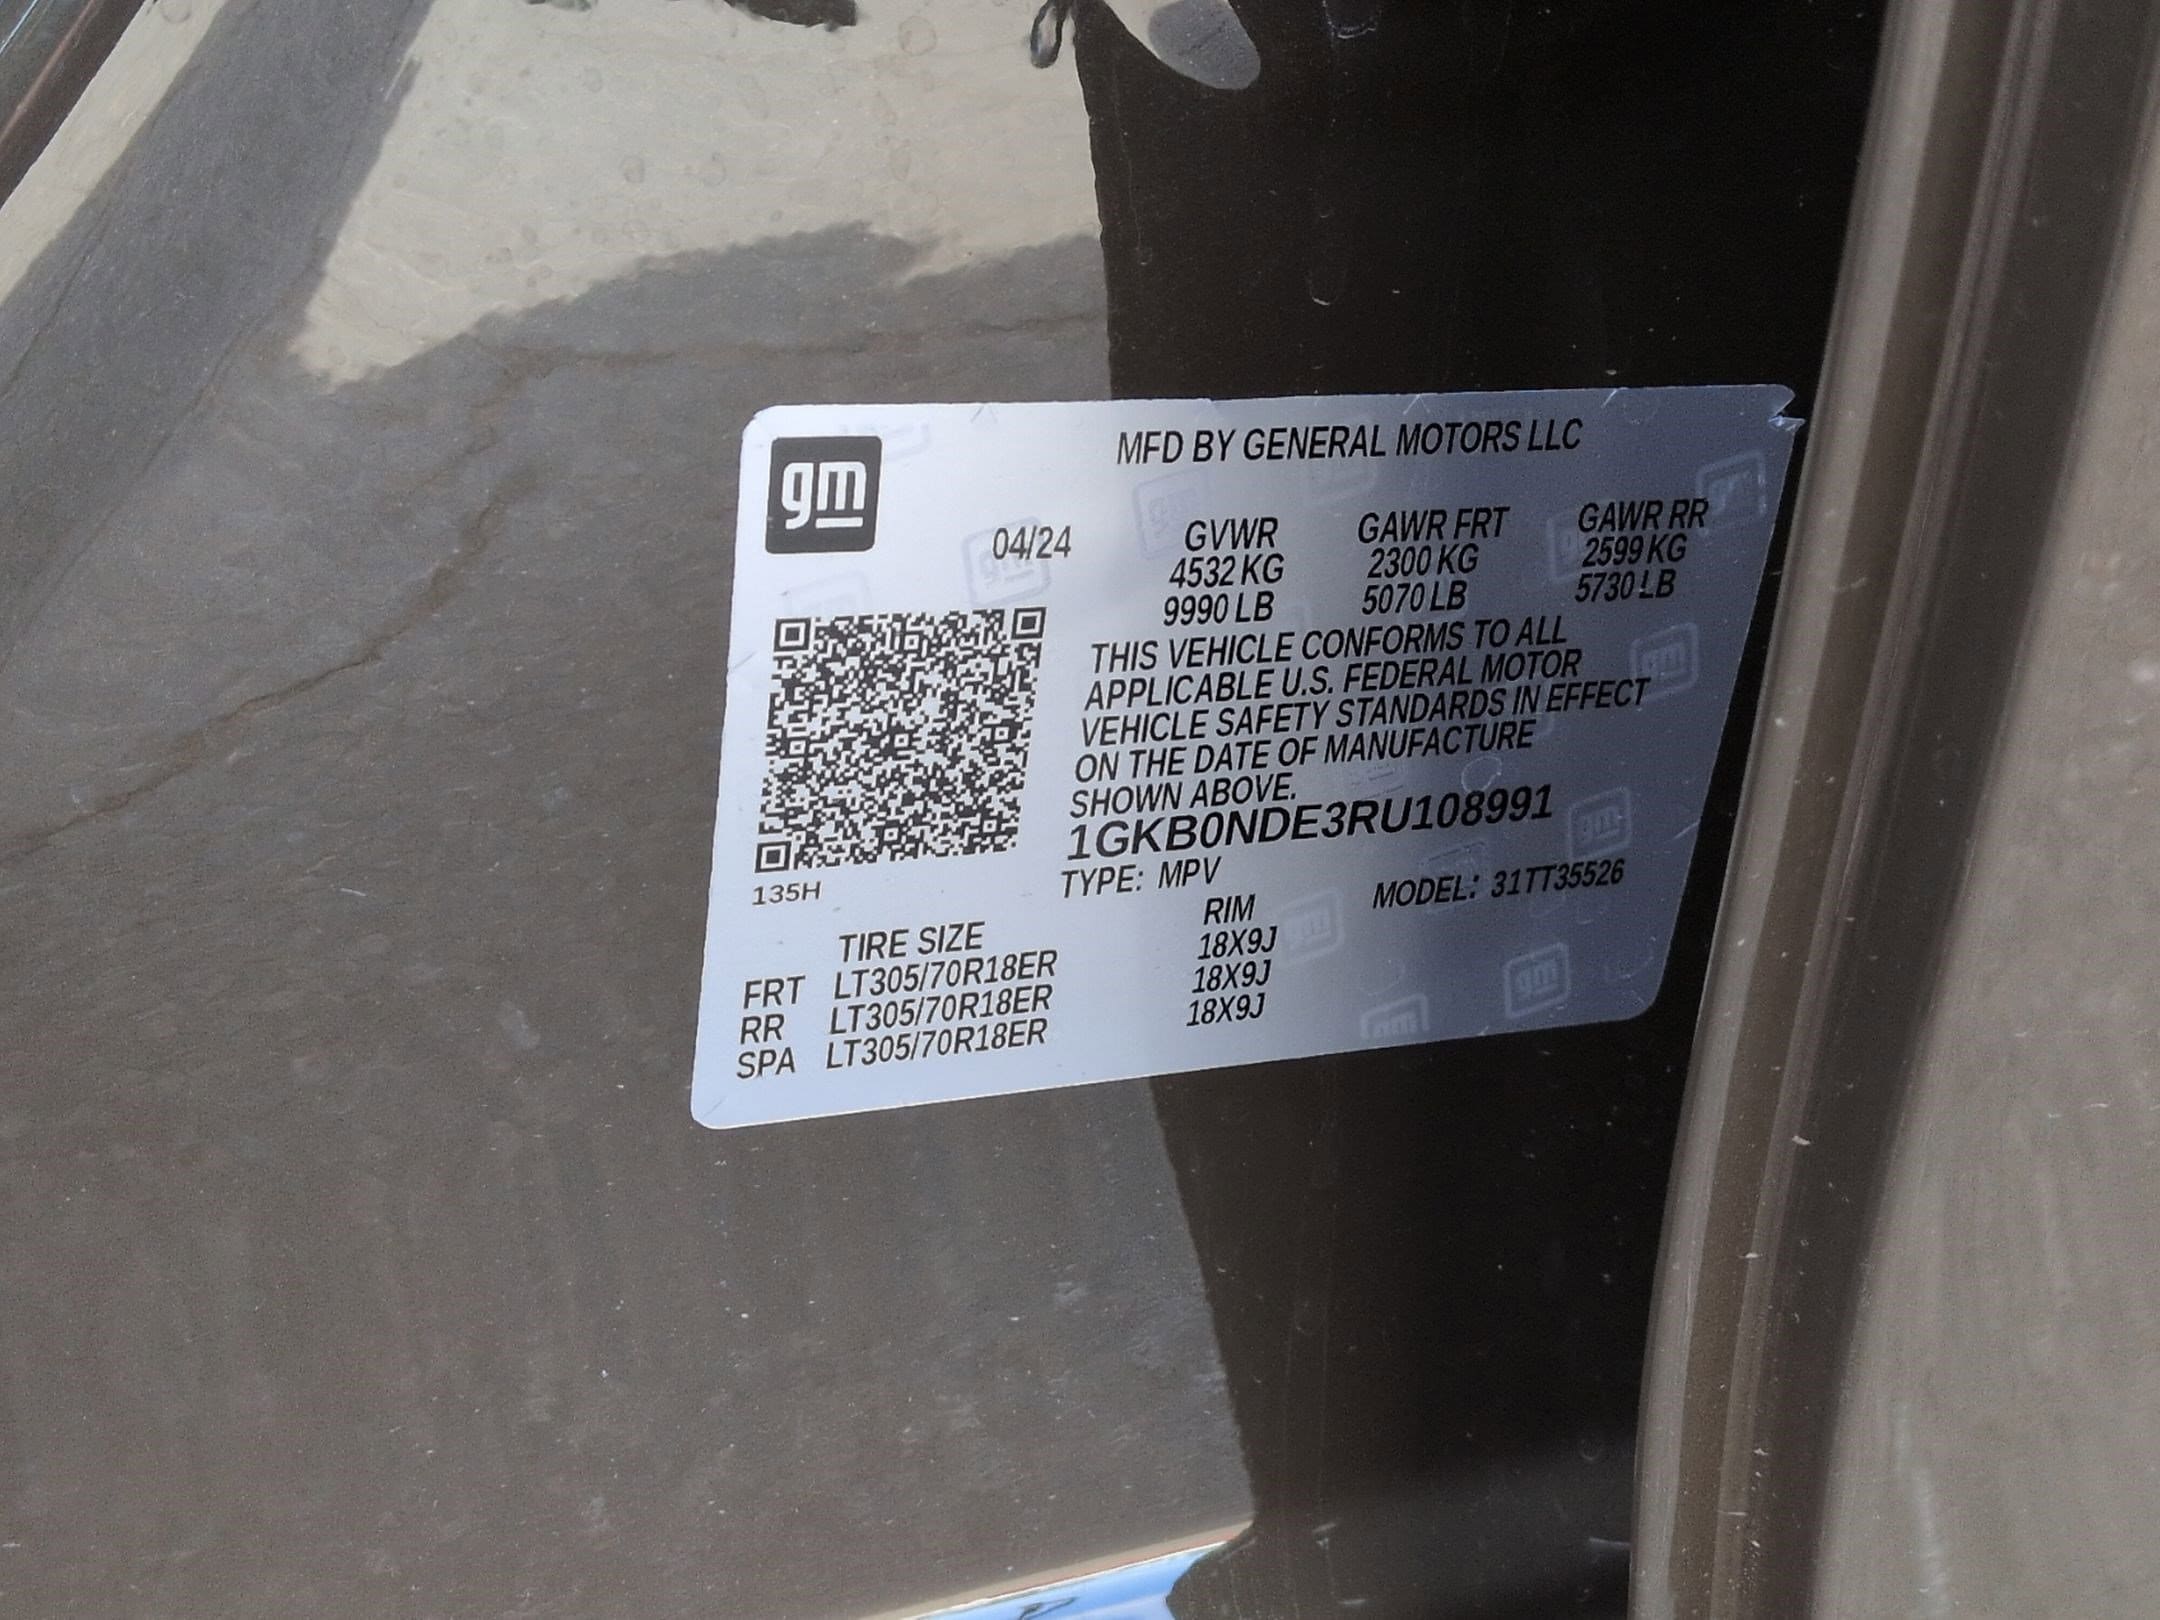 gm
MFD BY GENERAL MOTORS LLC
04/24 GVWR GAWR FRT GAWR RR
4532 KG 2300 KG 2599 KG
9990 LB 5070 LB 5730 LB
THIS VEHICLE CONFORMS TO ALL
APPLICABLE U.S. FEDERAL MOTOR
VEHICLE SAFETY STANDARDS IN EFFECT
ON THE DATE OF MANUFACTURE
SHOWN ABOVE.
1GKB0NDE3RU108991
135H
TYPE: MPV MODEL: 31TT35526
TIRE SIZE RIM
FRT LT305/70R18ER 18X9J
RR LT305/70R18ER 18X9J
SPA LT305/70R18ER 18X9J